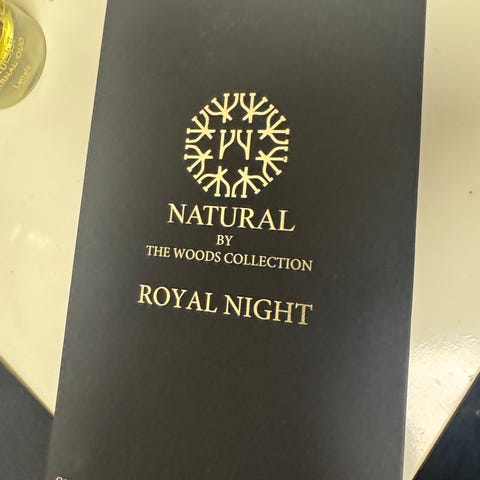 NATURAL
BY
THE WOODS COLLECTION
ROYAL NIGHT